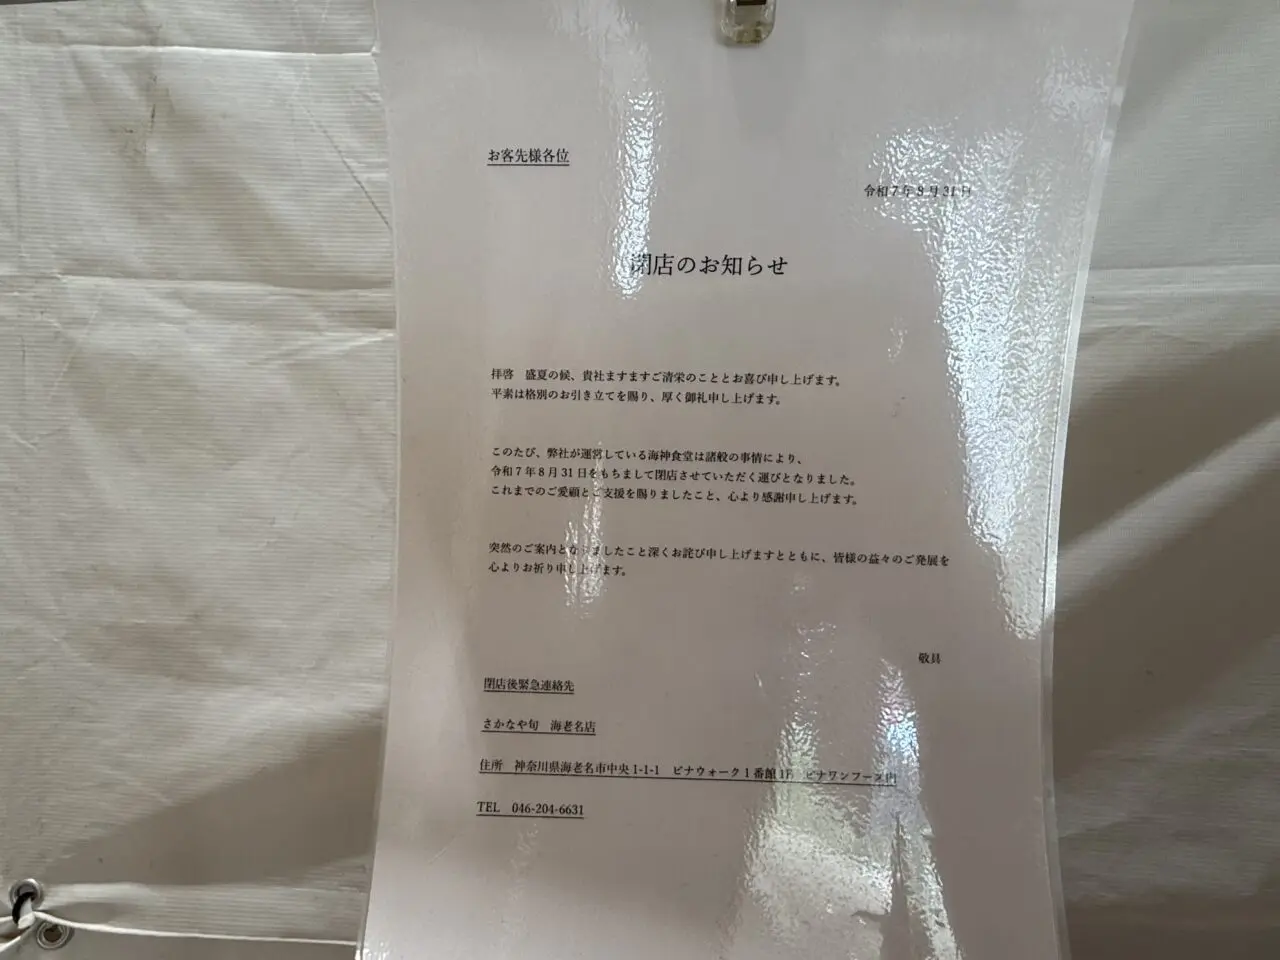 お客先様各位
令和7年8月31日
閉店のお知らせ
拝啓　盛夏の候、貴社ますますご清栄のこととお喜び申し上げます。
平素は格別のお引き立てを賜り、厚く御礼申し上げます。
このたび、弊社が運営している海神食堂は諸般の事情により、
令和7年8月31日をもちまして閉店させていただく運びとなりました。
これまでのご愛顧とご支援を賜りましたこと、心より感謝申し上げます。
突然のご案内となりましたこと深くお詫び申し上げますとともに、皆様の益々のご発展を
心よりお祈り申し上げます。
敬具
閉店後緊急連絡先
さかなや旬　海老名店
住所　神奈川県海老名市中央1-1-1　ビナウォーク1番館1F　ビナワンフーズ内
TEL　046-204-6631